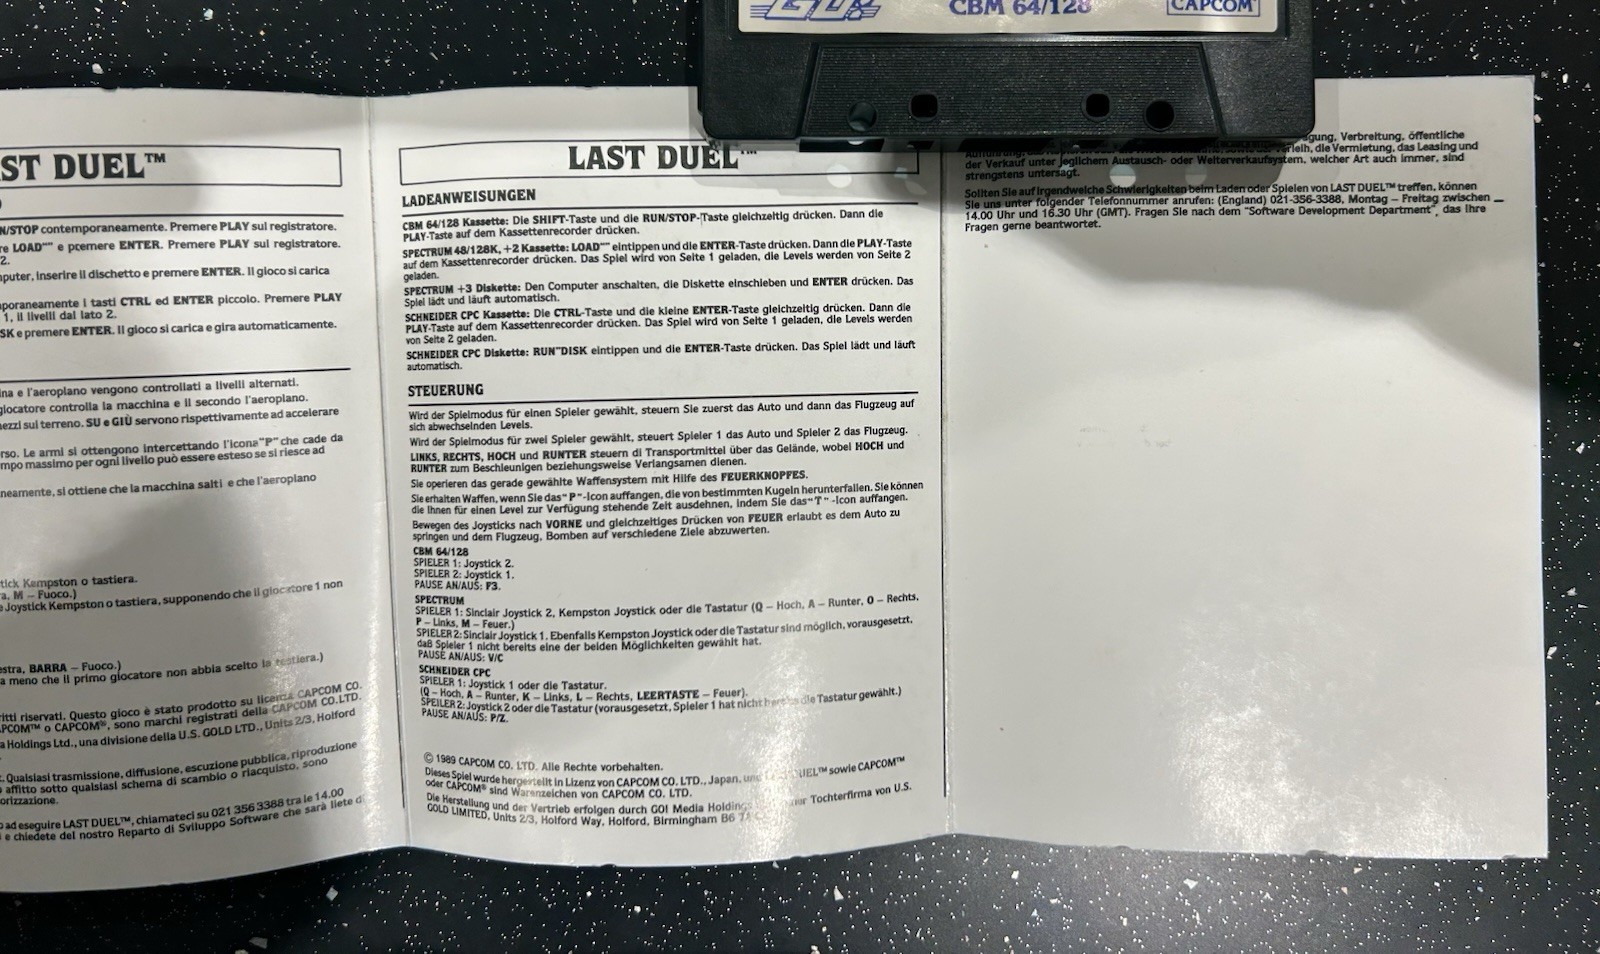 GO!
CBM 64/128
CAPCOM
ST DUEL™
N/STOP contemporaneamente. Premere PLAY sul registratore.
re LOAD"" e pcemere ENTER. Premere PLAY sul registratore.
2.
nputer, inserire il dischetto e premere ENTER. Il gioco si carica
poraneamente i tasti CTRL ed ENTER piccolo. Premere PLAY
1, il livelli dal lato 2.
SK e premere ENTER. Il gioco si carica e gira automaticamente.
ina e l'aeroplano vengono controllati a livelli alternati.
giocatore controlla la macchina e il secondo l'aeroplano.
ezzi sul terreno. SU e GIÙ servono rispettivamente ad accelerare
rso. Le armi si ottengono intercettando l'icona "P" che cade da
mpo massimo per ogni livello può essere esteso se si riesce ad
neamente, si ottiene che la macchina salti e che l'aeroplano
tick Kempston o tastiera.
a, M – Fuoco.)
e Joystick Kempston o tastiera, supponendo che il giocatore 1 non
estra, BARRA – Fuoco.)
a meno che il primo giocatore non abbia scelto la tastiera.)
ritti riservati. Questo gioco è stato prodotto su licenza CAPCOM CO.
PCOM™ o CAPCOM®, sono marchi registrati della CAPCOM CO.LTD.
a Holdings Ltd., una divisione della U.S. GOLD LTD., Units 2/3, Holford
. Qualsiasi trasmissione, diffusione, escuzione pubblica, riproduzione
affitto sotto qualsiasi schema di scambio o riacquisto, sono
orizzazione.
o ad eseguire LAST DUEL™, chiamateci su 021 356 3388 tra le 14.00
e chiedete del nostro Reparto di Sviluppo Software che sarà liete d
LAST DUEL™
LADEANWEISUNGEN
CBM 64/128 Kassette: Die SHIFT-Taste und die RUN/STOP-Taste gleichzeitig drücken. Dann die
PLAY-Taste auf dem Kassettenrecorder drücken.
SPECTRUM 48/128K, +2 Kassette: LOAD"" eintippen und die ENTER-Taste drücken. Dann die PLAY-Taste
auf dem Kassettenrecorder drücken. Das Spiel wird von Seite 1 geladen, die Levels werden von Seite 2
geladen.
SPECTRUM +3 Diskette: Den Computer anschalten, die Diskette einschieben und ENTER drücken. Das
Spiel lädt und läuft automatisch.
SCHNEIDER CPC Kassette: Die CTRL-Taste und die kleine ENTER-Taste gleichzeitig drücken. Dann die
PLAY-Taste auf dem Kassettenrecorder drücken. Das Spiel wird von Seite 1 geladen, die Levels werden
von Seite 2 geladen.
SCHNEIDER CPC Diskette: RUN"DISK eintippen und die ENTER-Taste drücken. Das Spiel lädt und läuft
automatisch.
STEUERUNG
Wird der Spielmodus für einen Spieler gewählt, steuern Sie zuerst das Auto und dann das Flugzeug auf
sich abwechselnden Levels.
Wird der Spielmodus für zwei Spieler gewählt, steuert Spieler 1 das Auto und Spieler 2 das Flugzeug.
LINKS, RECHTS, HOCH und RUNTER steuern di Transportmittel über das Gelände, wobei HOCH und
RUNTER zum Beschleunigen beziehungsweise Verlangsamen dienen.
Sie operieren das gerade gewählte Waffensystem mit Hilfe des FEUERKNOPFES.
Sie erhalten Waffen, wenn Sie das "P"-Icon auffangen, die von bestimmten Kugeln herunterfallen. Sie können
die Ihnen für einen Level zur Verfügung stehende Zeit ausdehnen, indem Sie das "T" -Icon auffangen.
Bewegen des Joysticks nach VORNE und gleichzeitiges Drücken von FEUER erlaubt es dem Auto zu
springen und dem Flugzeug, Bomben auf verschiedene Ziele abzuwerten.
CBM 64/128
SPIELER 1: Joystick 2.
SPIELER 2: Joystick 1.
PAUSE AN/AUS: F3.
SPECTRUM
SPIELER 1: Sinclair Joystick 2, Kempston Joystick oder die Tastatur (Q – Hoch, A – Runter, O – Rechts,
P – Links, M – Feuer.)
SPIELER 2: Sinclair Joystick 1. Ebenfalls Kempston Joystick oder die Tastatur sind möglich, vorausgesetzt,
daß Spieler 1 nicht bereits eine der beiden Möglichkeiten gewählt hat.
PAUSE AN/AUS: V/C
SCHNEIDER CPC
SPIELER 1: Joystick 1 oder die Tastatur.
(Q – Hoch, A – Runter, K – Links, L – Rechts, LEERTASTE – Feuer).
SPEILER 2: Joystick 2 oder die Tastatur (vorausgesetzt, Spieler 1 hat nicht bereits die Tastatur gewählt.)
PAUSE AN/AUS: P/Z.
© 1989 CAPCOM CO. LTD. Alle Rechte vorbehalten.
Dieses Spiel wurde hergestellt in Lizenz von CAPCOM CO. LTD., Japan, und DUEL™ sowie CAPCOM™
oder CAPCOM® sind Warenzeichen von CAPCOM CO. LTD.
Die Herstellung und der Vertrieb erfolgen durch GO! Media Holdings Tochterfirma von U.S.
GOLD LIMITED, Units 2/3, Holford Way, Holford, Birmingham B6
gung, Verbreitung, öffentliche
Verleih, die Vermietung, das Leasing und
der Verkauf unter jeglichem Austausch- oder Weiterverkaufsystem, welcher Art auch immer, sind
strengstens untersagt.
Sollten Sie auf irgendwelche Schwierigkeiten beim Laden oder Spielen von LAST DUEL™ treffen, können
Sie uns unter folgender Telefonnummer anrufen: (England) 021-356-3388, Montag – Freitag zwischen
14.00 Uhr und 16.30 Uhr (GMT). Fragen Sie nach dem "Software Development Department", das Ihre
Fragen gerne beantwortet.